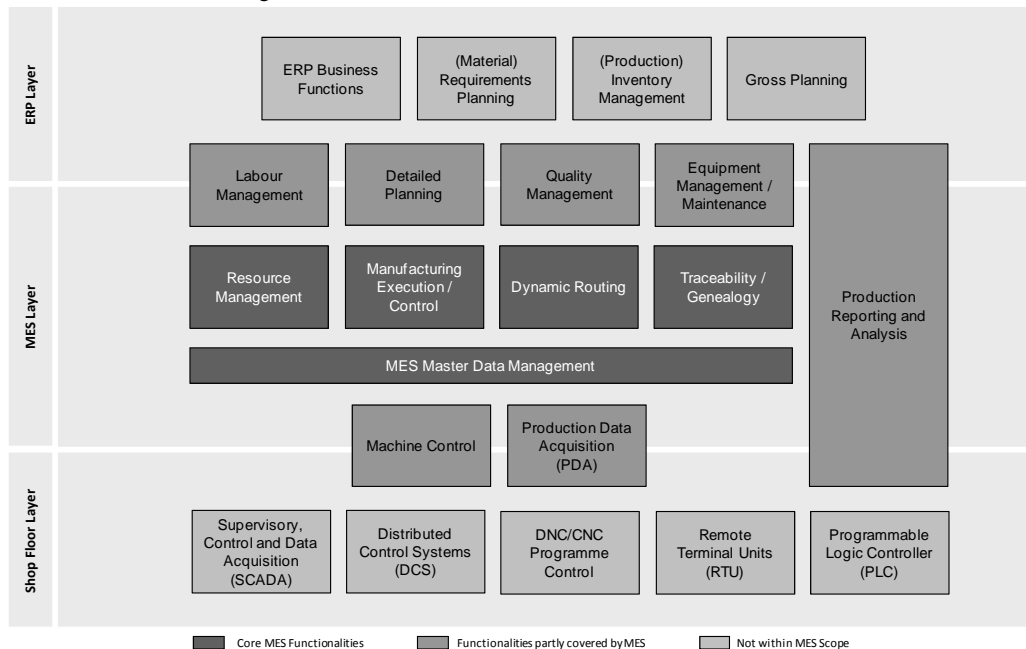 ERP Layer
ERP Business
Functions
(Material)
Requirements
Planning
(Production)
Inventory
Management
Gross Planning
Labour
Management
Detailed
Planning
Quality
Management
Equipment
Management /
Maintenance
MES Layer
Resource
Management
Manufacturing
Execution /
Control
Dynamic Routing
Traceability /
Genealogy
Production
Reporting and
Analysis
MES Master Data Management
Machine Control
Production Data
Acquisition
(PDA)
Shop Floor Layer
Supervisory,
Control and Data
Acquisition
(SCADA)
Distributed
Control Systems
(DCS)
DNC/CNC
Programme
Control
Remote
Terminal Units
(RTU)
Programmable
Logic Controller
(PLC)
Core MES Functionalities
Functionalities partly covered by MES
Not within MES Scope